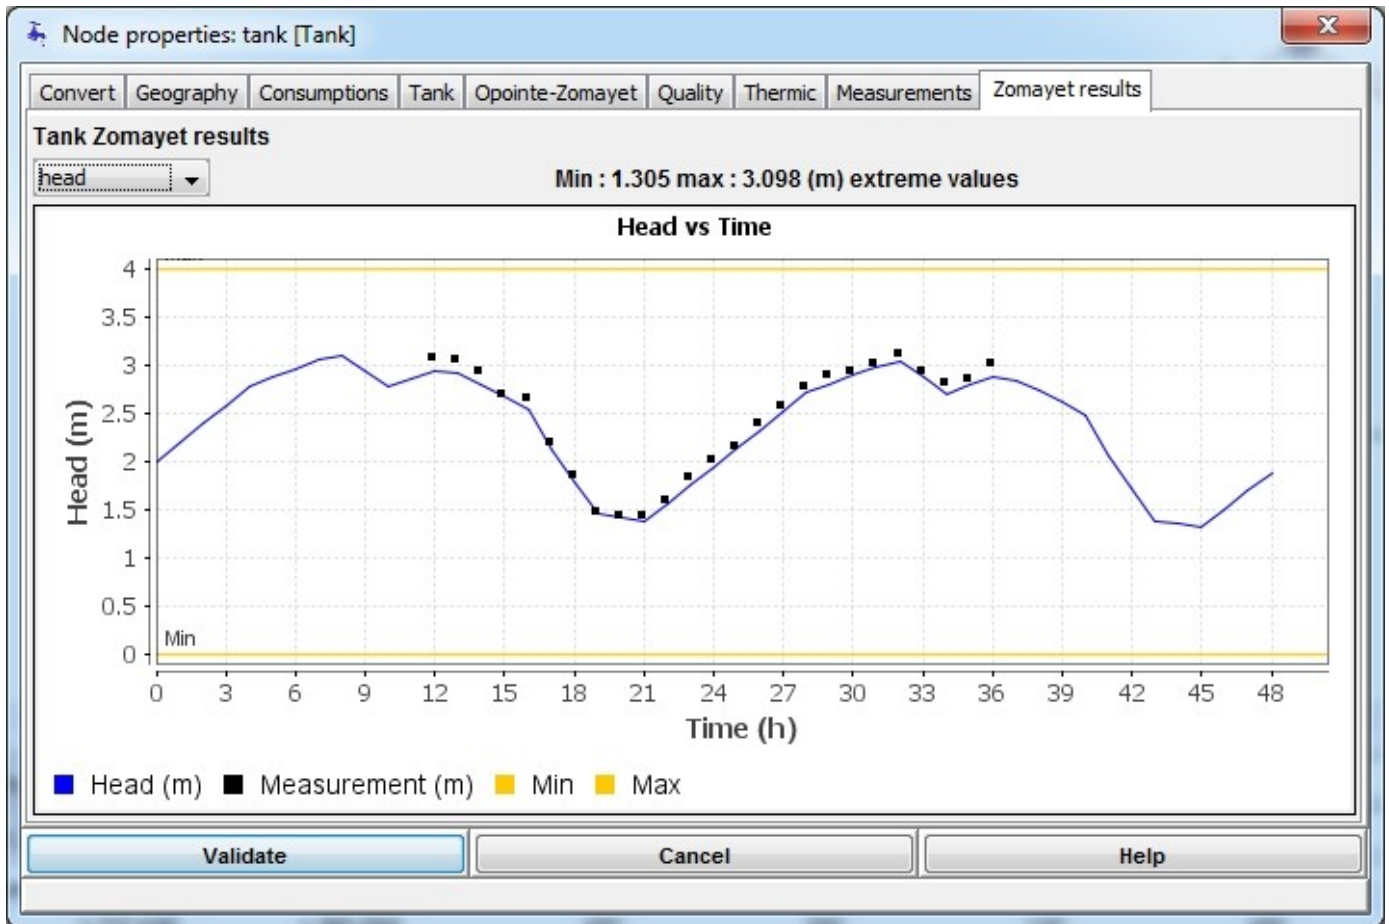 Node properties: tank [Tank]
Convert Geography Consumptions Tank Opointe-Zomayet Quality Thermic Measurements Zomayet results
Tank Zomayet results
head Min : 1.305 max : 3.098 (m) extreme values
Head vs Time
4
3.5
3
2.5
2
1.5
1
0.5
0
Head (m)
Min
0 3 6 9 12 15 18 21 24 27 30 33 36 39 42 45 48
Time (h)
Head (m) Measurement (m) Min Max
Validate Cancel Help